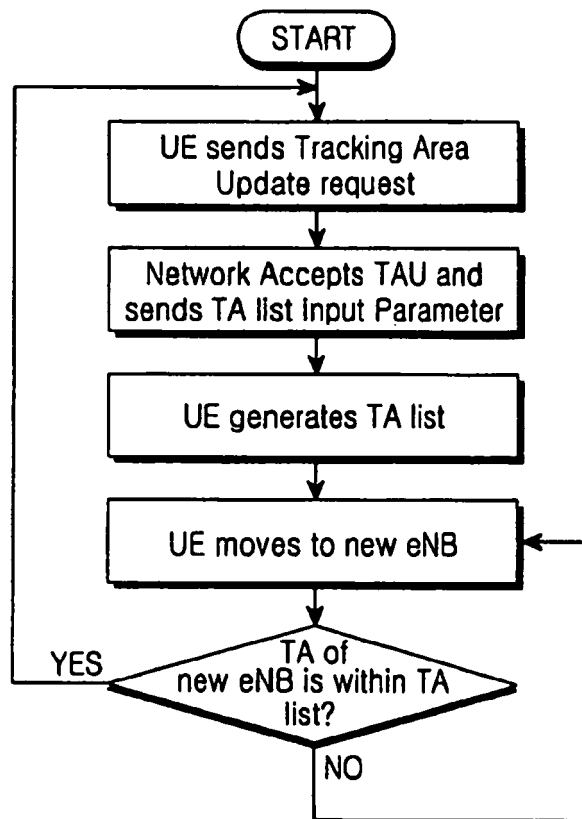 START
UE sends Tracking Area
Update request
Network Accepts TAU and
sends TA list Input Parameter
UE generates TA list
UE moves to new eNB
TA of
new eNB is within TA
list?
YES
NO